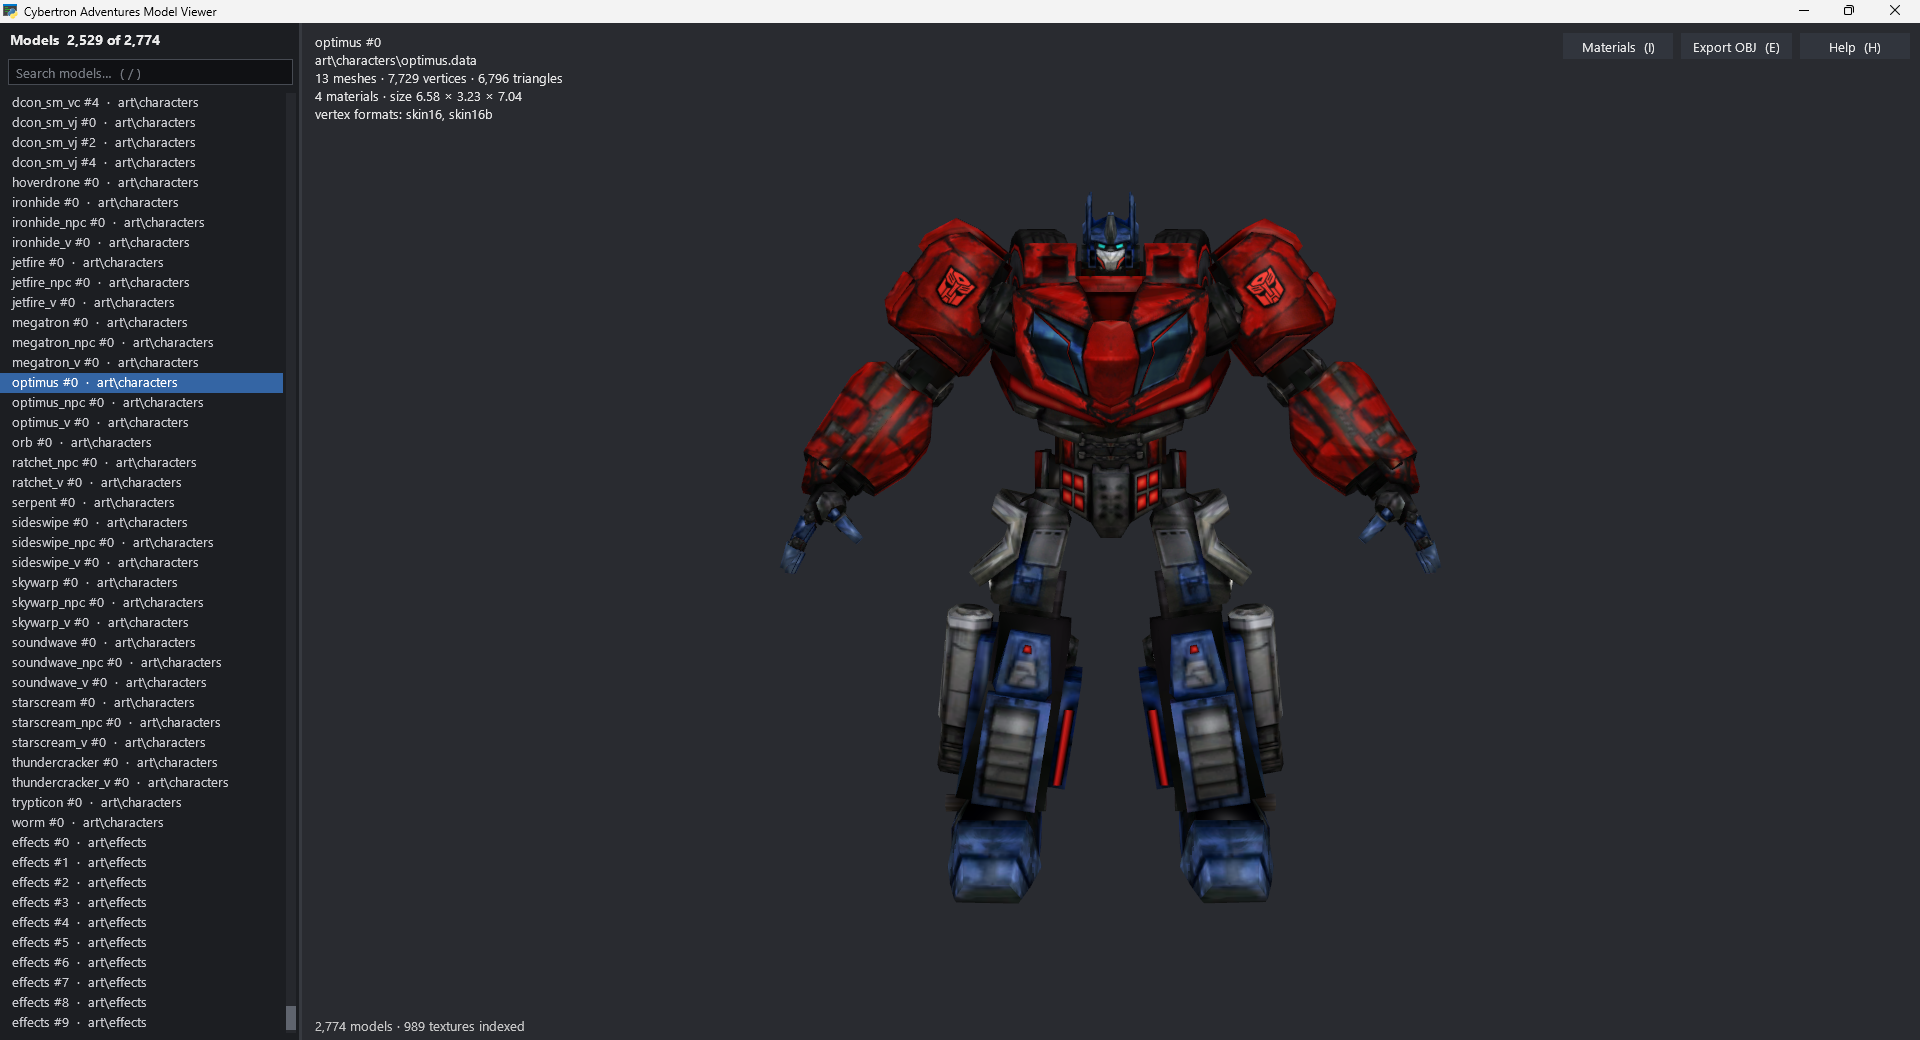 Cybertron Adventures Model Viewer
Models 2,529 of 2,774
Search models... ( / )
dcon_sm_vc #4 · art\characters
dcon_sm_vj #0 · art\characters
dcon_sm_vj #2 · art\characters
dcon_sm_vj #4 · art\characters
hoverdrone #0 · art\characters
ironhide #0 · art\characters
ironhide_npc #0 · art\characters
ironhide_v #0 · art\characters
jetfire #0 · art\characters
jetfire_npc #0 · art\characters
jetfire_v #0 · art\characters
megatron #0 · art\characters
megatron_npc #0 · art\characters
megatron_v #0 · art\characters
optimus #0 · art\characters
optimus_npc #0 · art\characters
optimus_v #0 · art\characters
orb #0 · art\characters
ratchet_npc #0 · art\characters
ratchet_v #0 · art\characters
serpent #0 · art\characters
sideswipe #0 · art\characters
sideswipe_npc #0 · art\characters
sideswipe_v #0 · art\characters
skywarp #0 · art\characters
skywarp_npc #0 · art\characters
skywarp_v #0 · art\characters
soundwave #0 · art\characters
soundwave_npc #0 · art\characters
soundwave_v #0 · art\characters
starscream #0 · art\characters
starscream_npc #0 · art\characters
starscream_v #0 · art\characters
thundercracker #0 · art\characters
thundercracker_v #0 · art\characters
trypticon #0 · art\characters
worm #0 · art\characters
effects #0 · art\effects
effects #1 · art\effects
effects #2 · art\effects
effects #3 · art\effects
effects #4 · art\effects
effects #5 · art\effects
effects #6 · art\effects
effects #7 · art\effects
effects #8 · art\effects
effects #9 · art\effects
optimus #0
art\characters\optimus.data
13 meshes · 7,729 vertices · 6,796 triangles
4 materials · size 6.58 × 3.23 × 7.04
vertex formats: skin16, skin16b
Materials (I)
Export OBJ (E)
Help (H)
2,774 models · 989 textures indexed